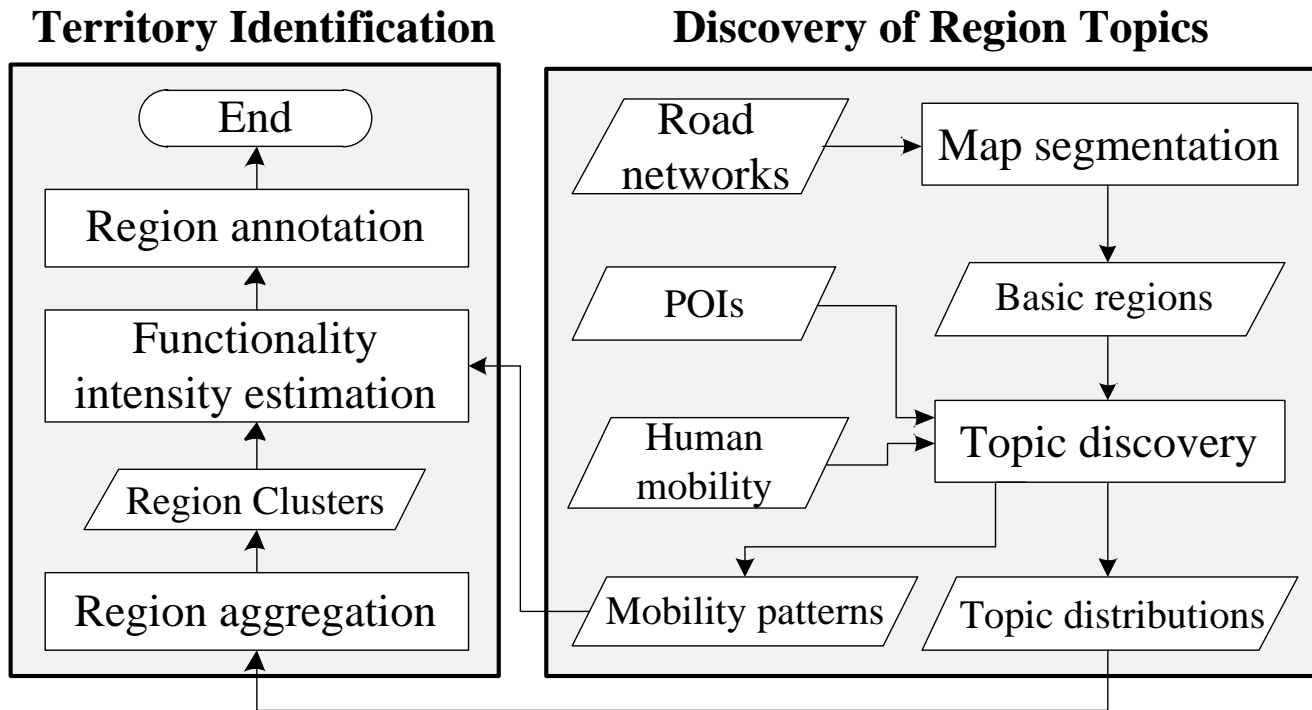 Territory Identification
End
Region annotation
Functionality
intensity estimation
Region Clusters
Region aggregation
Discovery of Region Topics
Road
networks
Map segmentation
POIs
Basic regions
Human
mobility
Topic discovery
Mobility patterns
Topic distributions